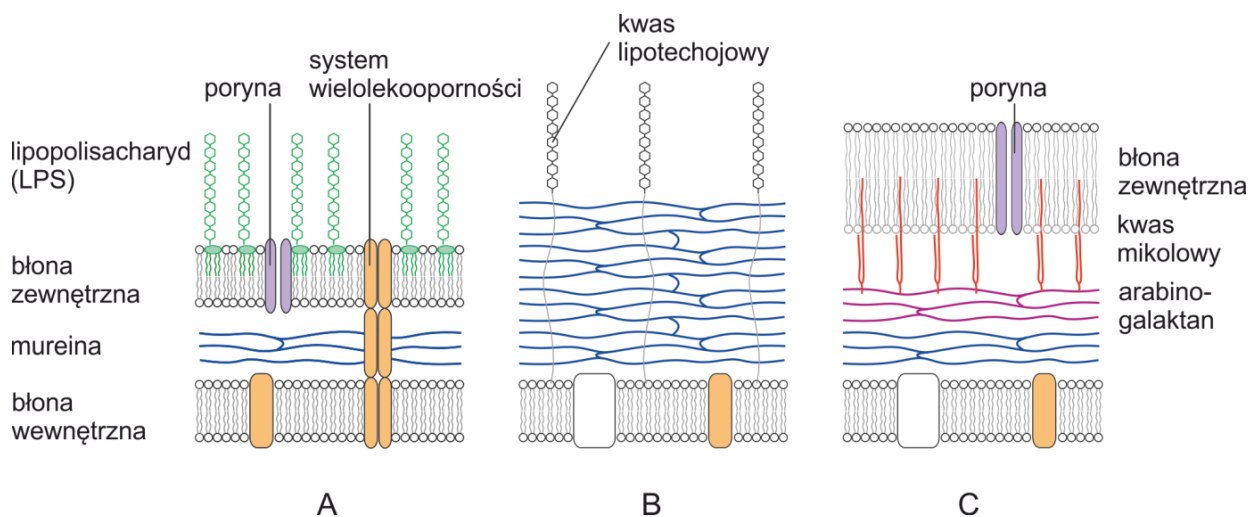 kwas
lipotechojowy
system
wielolekooporności
poryna
poryna
lipopolisacharyd
(LPS)
błona
zewnętrzna
mureina
błona
wewnętrzna
błona
zewnętrzna
kwas
mikolowy
arabino-
galaktan
A
B
C